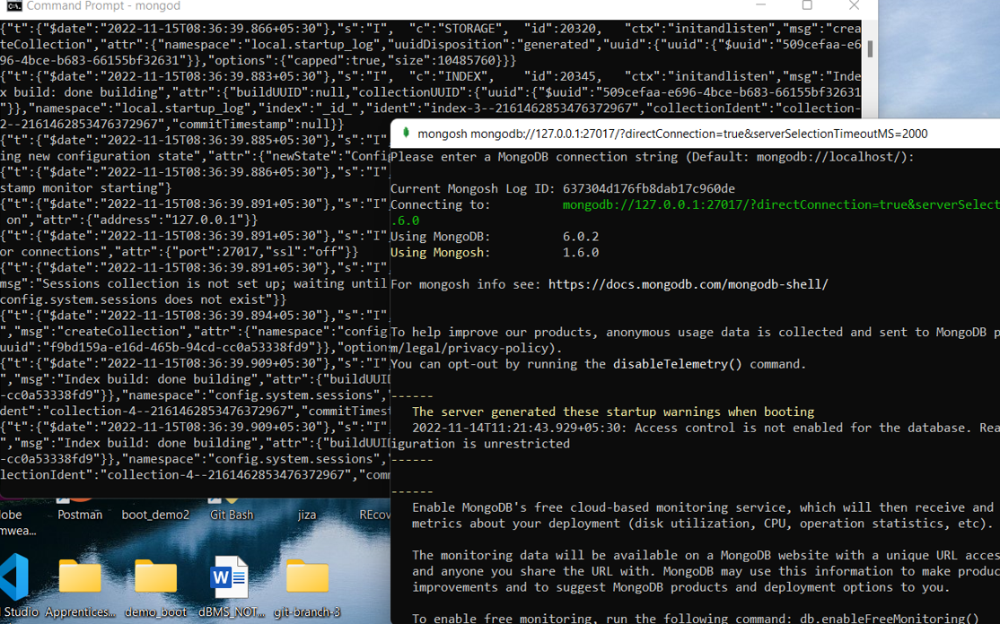 Command Prompt - mongod
{"t":{"$date":"2022-11-15T08:36:39.866+05:30"},"s":"I", "c":"STORAGE", "id":20320, "ctx":"initandlisten","msg":"crea
teCollection","attr":{"namespace":"local.startup_log","uuidDisposition":"generated","uuid":{"uuid":{"$uuid":"509cefaa-e6
96-4bce-b683-66155bf32631"}},"options":{"capped":true,"size":10485760}}}
{"t":{"$date":"2022-11-15T08:36:39.883+05:30"},"s":"I", "c":"INDEX", "id":20345, "ctx":"initandlisten","msg":"Inde
x build: done building","attr":{"buildUUID":null,"collectionUUID":{"uuid":{"$uuid":"509cefaa-e696-4bce-b683-66155bf32631
"}},"namespace":"local.startup_log","index":"_id_","ident":"index-3--2161462853476372967","collectionIdent":"collection-
2--2161462853476372967","commitTimestamp":null}}
{"t":{"$date":"2022-11-15T08:36:39.885+05:30"},"s":"I",
ing new configuration state","attr":{"newState":"Config
{"t":{"$date":"2022-11-15T08:36:39.886+05:30"},"s":"I",
stamp monitor starting"}
{"t":{"$date":"2022-11-15T08:36:39.891+05:30"},"s":"I",
on","attr":{"address":"127.0.0.1"}}
{"t":{"$date":"2022-11-15T08:36:39.891+05:30"},"s":"I",
or connections","attr":{"port":27017,"ssl":"off"}}
{"t":{"$date":"2022-11-15T08:36:39.891+05:30"},"s":"I",
msg":"Sessions collection is not set up; waiting until
config.system.sessions does not exist"}}
{"t":{"$date":"2022-11-15T08:36:39.894+05:30"},"s":"I",
","msg":"createCollection","attr":{"namespace":"config.
uuid":"f9bd159a-e16d-465b-94cd-cc0a53338fd9"}},"options
{"t":{"$date":"2022-11-15T08:36:39.909+05:30"},"s":"I",
","msg":"Index build: done building","attr":{"buildUUID
-cc0a53338fd9"}},"namespace":"config.system.sessions","
dent":"collection-4--2161462853476372967","commitTimest
{"t":{"$date":"2022-11-15T08:36:39.909+05:30"},"s":"I",
","msg":"Index build: done building","attr":{"buildUUID
-cc0a53338fd9"}},"namespace":"config.system.sessions","
lectionIdent":"collection-4--2161462853476372967","comm
mongosh mongodb://127.0.0.1:27017/?directConnection=true&serverSelectionTimeoutMS=2000
Please enter a MongoDB connection string (Default: mongodb://localhost/):
Current Mongosh Log ID: 637304d176fb8dab17c960de
Connecting to: mongodb://127.0.0.1:27017/?directConnection=true&serverSelect
.6.0
Using MongoDB: 6.0.2
Using Mongosh: 1.6.0
For mongosh info see: https://docs.mongodb.com/mongodb-shell/
To help improve our products, anonymous usage data is collected and sent to MongoDB p
m/legal/privacy-policy).
You can opt-out by running the disableTelemetry() command.
------
The server generated these startup warnings when booting
2022-11-14T11:21:43.929+05:30: Access control is not enabled for the database. Rea
iguration is unrestricted
------
------
Enable MongoDB's free cloud-based monitoring service, which will then receive and
metrics about your deployment (disk utilization, CPU, operation statistics, etc).
The monitoring data will be available on a MongoDB website with a unique URL acces
and anyone you share the URL with. MongoDB may use this information to make produc
improvements and to suggest MongoDB products and deployment options to you.
To enable free monitoring, run the following command: db.enableFreeMonitoring()
lobe Postman boot_demo2 Git Bash jiza REcov
mwea...
Studio Apprentices... demo_boot dBMS_NOT... git-branch-3